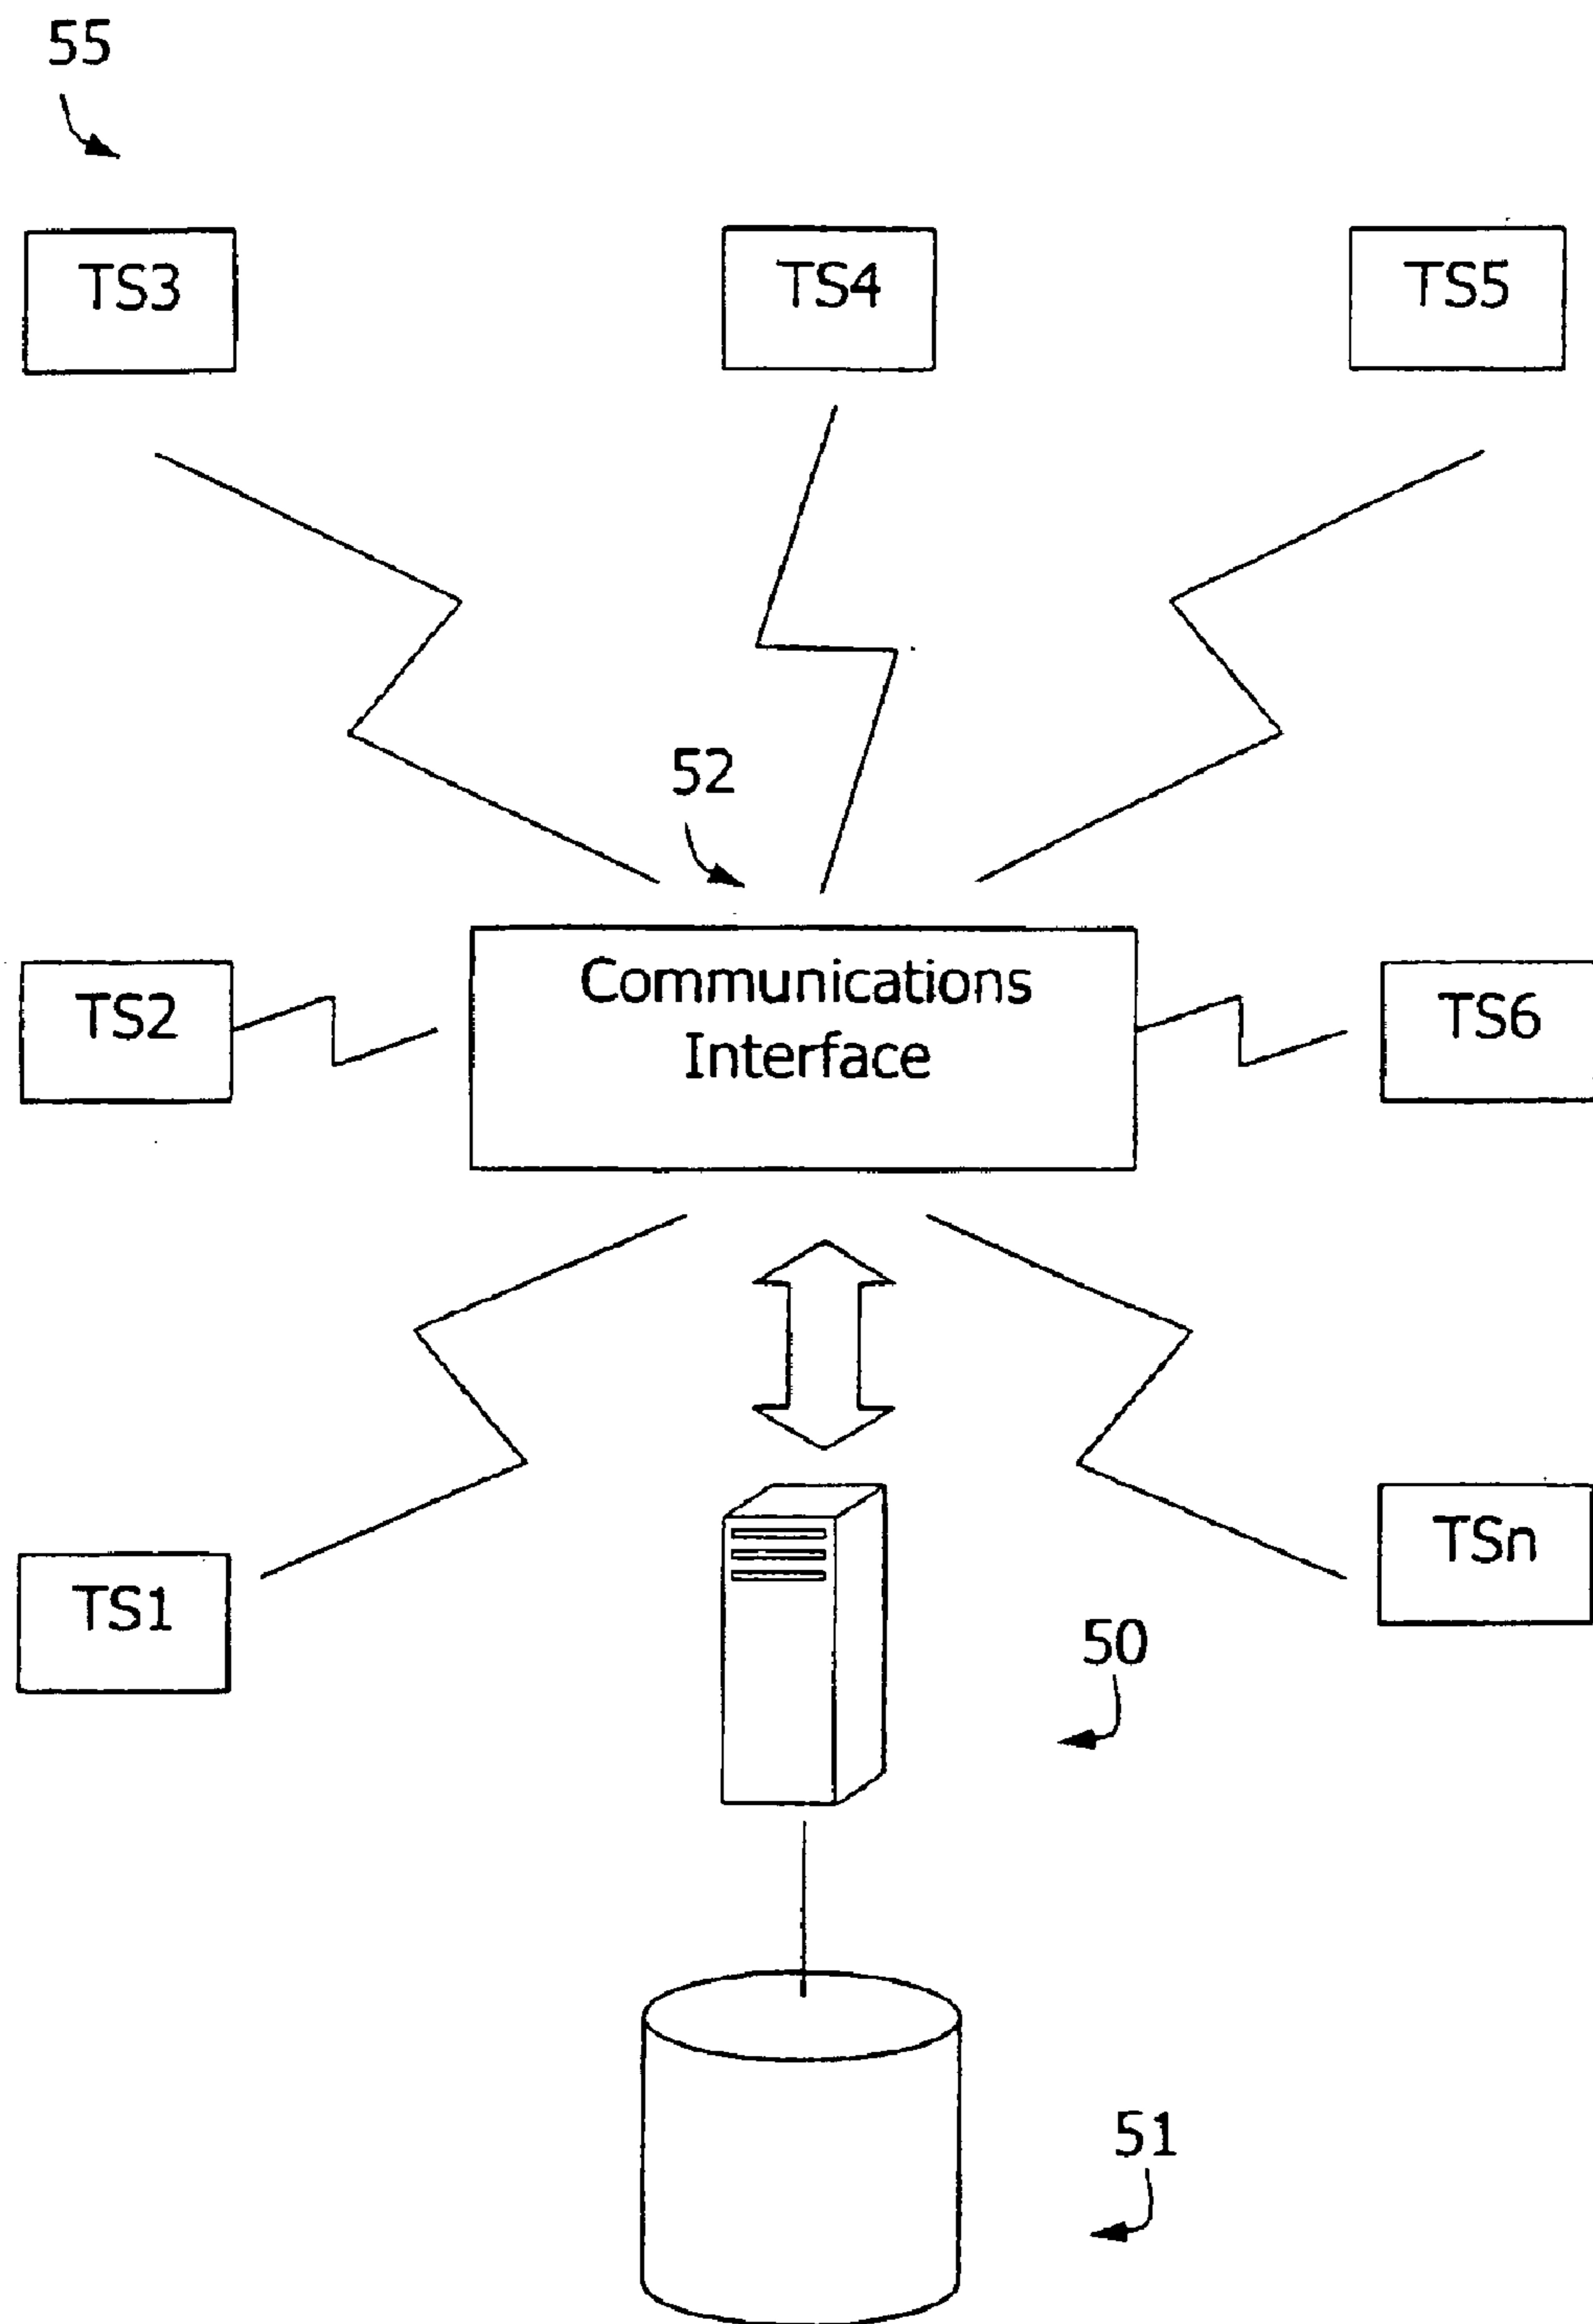 55
TS3
TS4
TS5
52
Communications
Interface
TS2
TS6
TS1
TSn
50
51